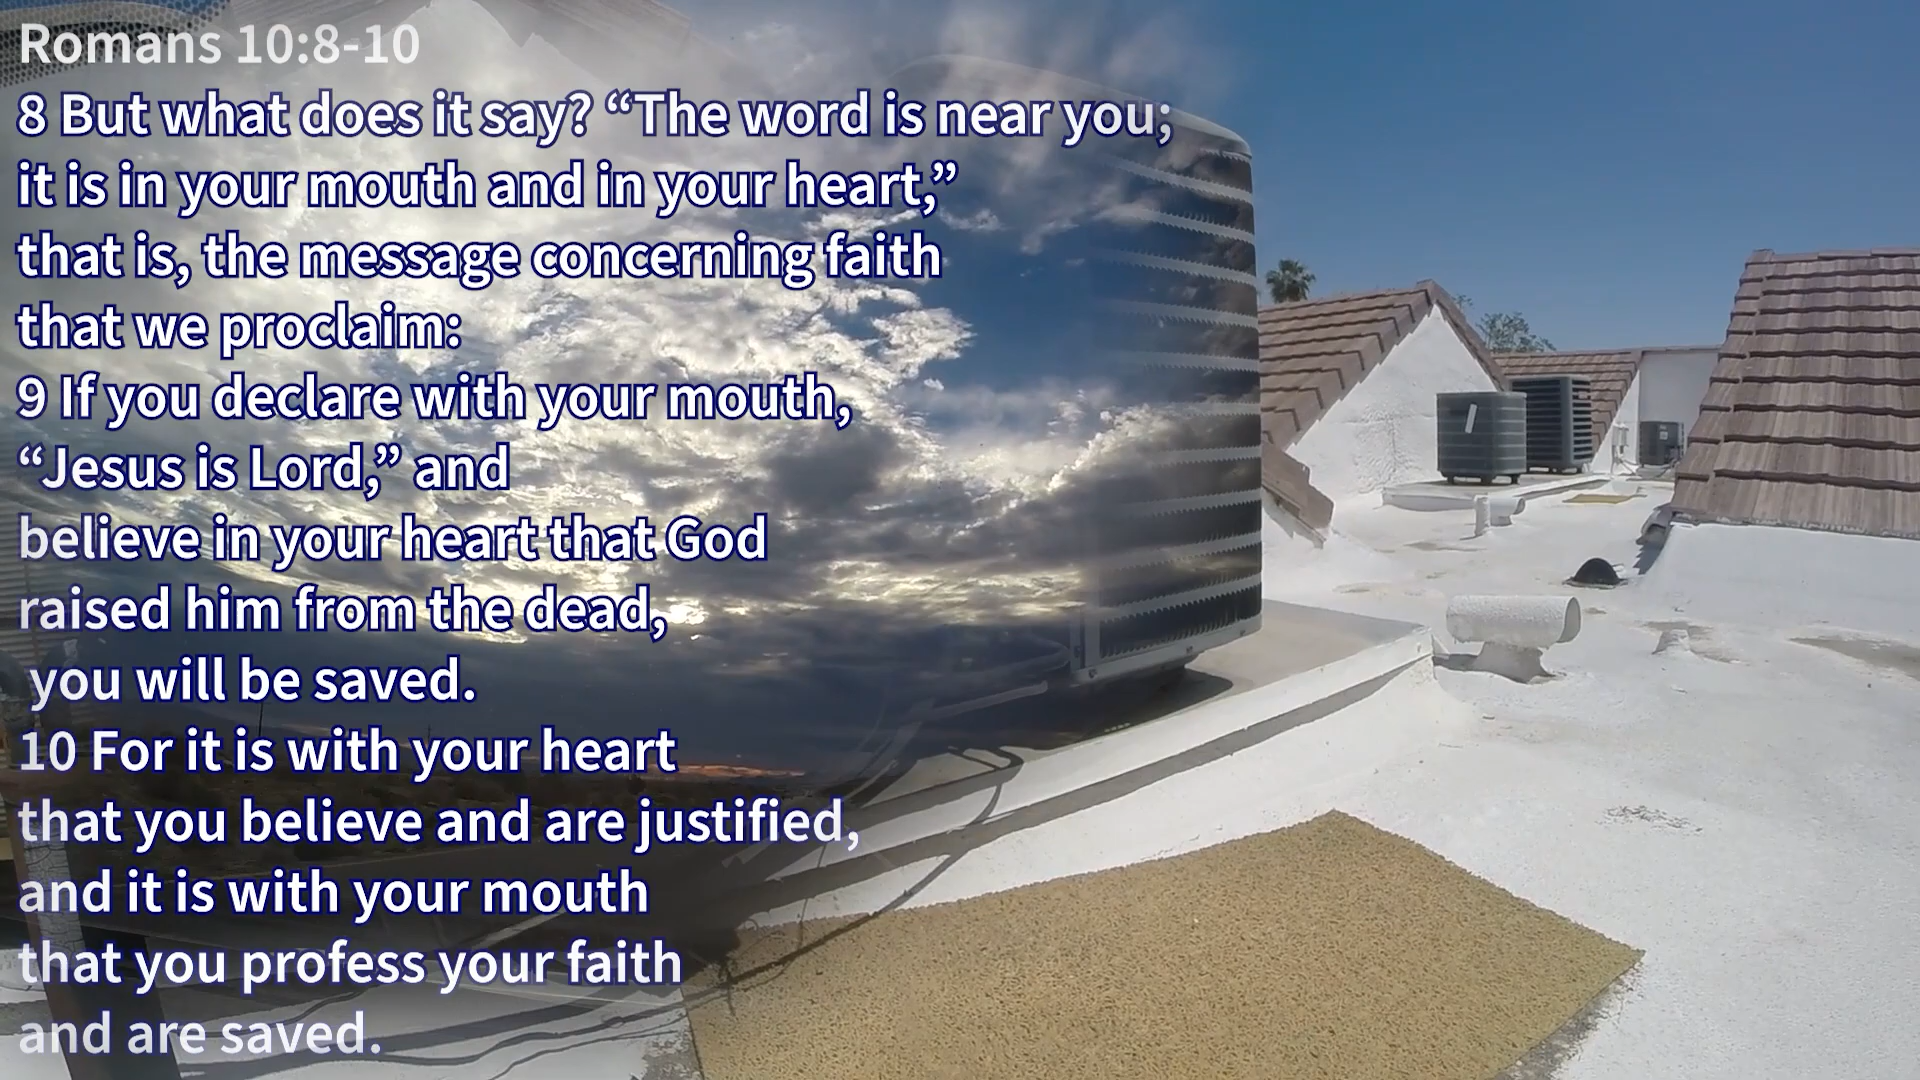 Romans 10:8-10
8 But what does it say? “The word is near you;
it is in your mouth and in your heart,”
that is, the message concerning faith
that we proclaim:
9 If you declare with your mouth,
“Jesus is Lord,” and
believe in your heart that God
raised him from the dead,
you will be saved.
10 For it is with your heart
that you believe and are justified,
and it is with your mouth
that you profess your faith
and are saved.